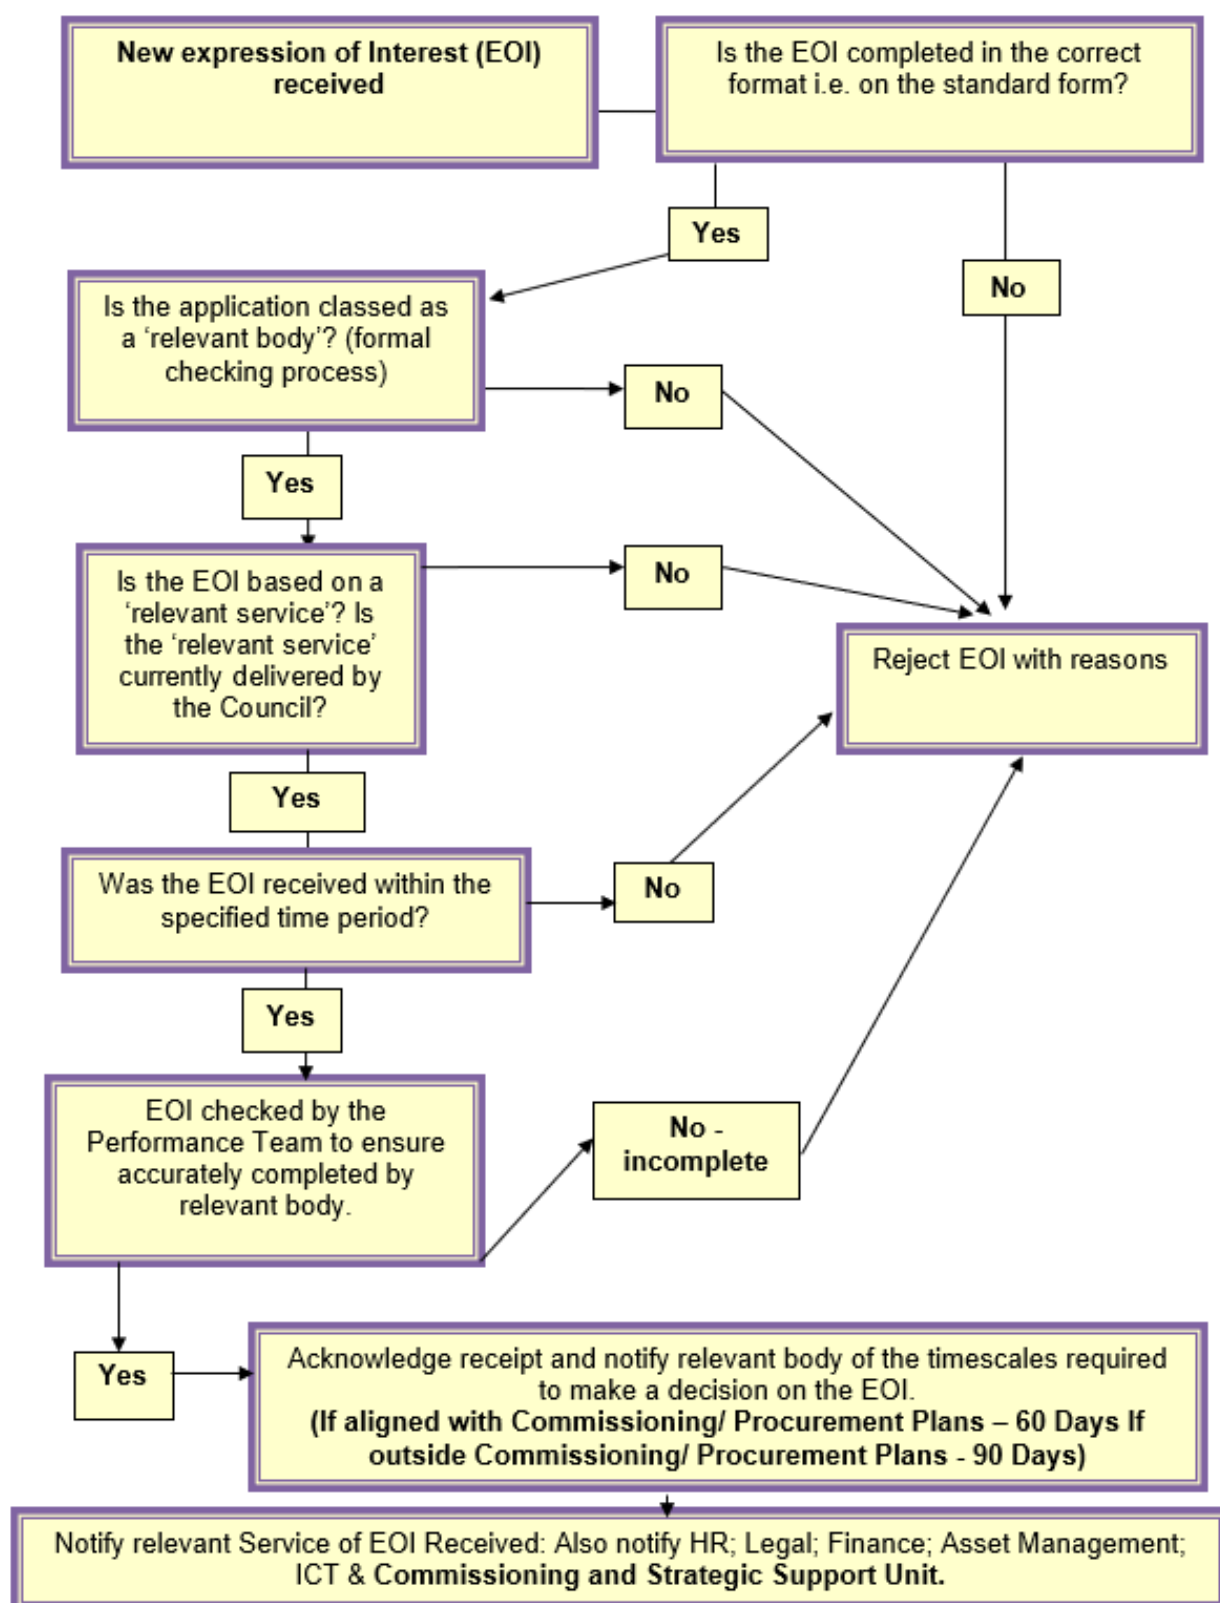 New expression of Interest (EOI)
received
Is the EOI completed in the correct
format i.e. on the standard form?
Yes
No
Is the application classed as
a ‘relevant body’? (formal
checking process)
No
Yes
Is the EOI based on a
‘relevant service’? Is
the ‘relevant service’
currently delivered by
the Council?
No
Reject EOI with reasons
Yes
Was the EOI received within the
specified time period?
No
Yes
EOI checked by the
Performance Team to ensure
accurately completed by
relevant body.
No -
incomplete
Yes
Acknowledge receipt and notify relevant body of the timescales required
to make a decision on the EOI.
(If aligned with Commissioning/ Procurement Plans – 60 Days If
outside Commissioning/ Procurement Plans - 90 Days)
Notify relevant Service of EOI Received: Also notify HR; Legal; Finance; Asset Management;
ICT & Commissioning and Strategic Support Unit.